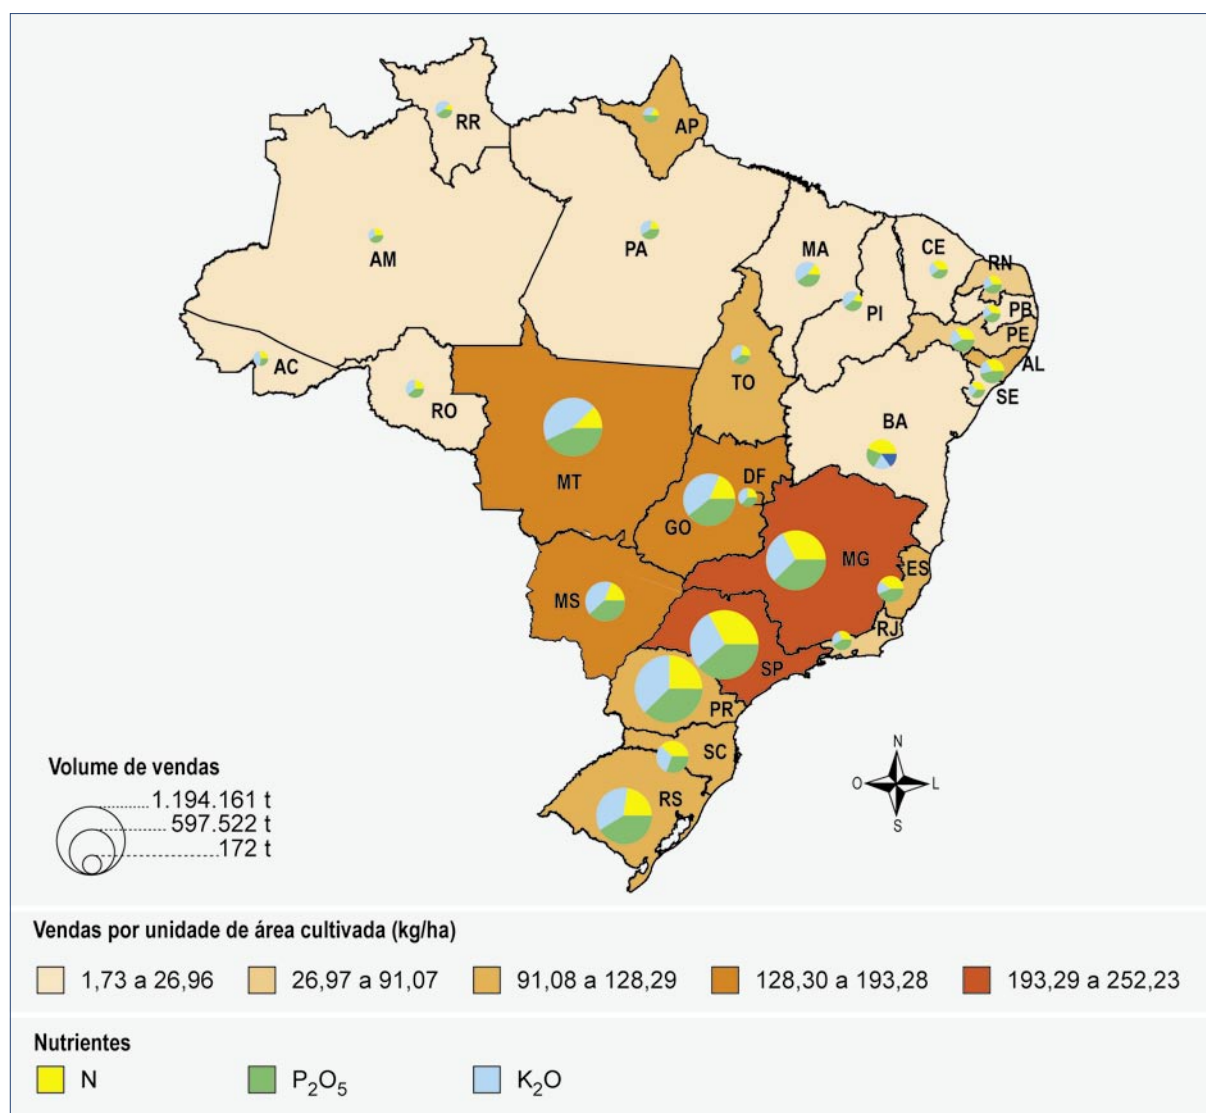 RR
AP
AM
PA
MA
CE
RN
PB
PI
PE
AL
SE
AC
RO
TO
BA
MT
DF
GO
MG
ES
MS
RJ
SP
PR
SC
RS
N
O
L
S
Volume de vendas
1.194.161 t
597.522 t
172 t
Vendas por unidade de área cultivada (kg/ha)
1,73 a 26,96
26,97 a 91,07
91,08 a 128,29
128,30 a 193,28
193,29 a 252,23
Nutrientes
N
P₂O₅
K₂O